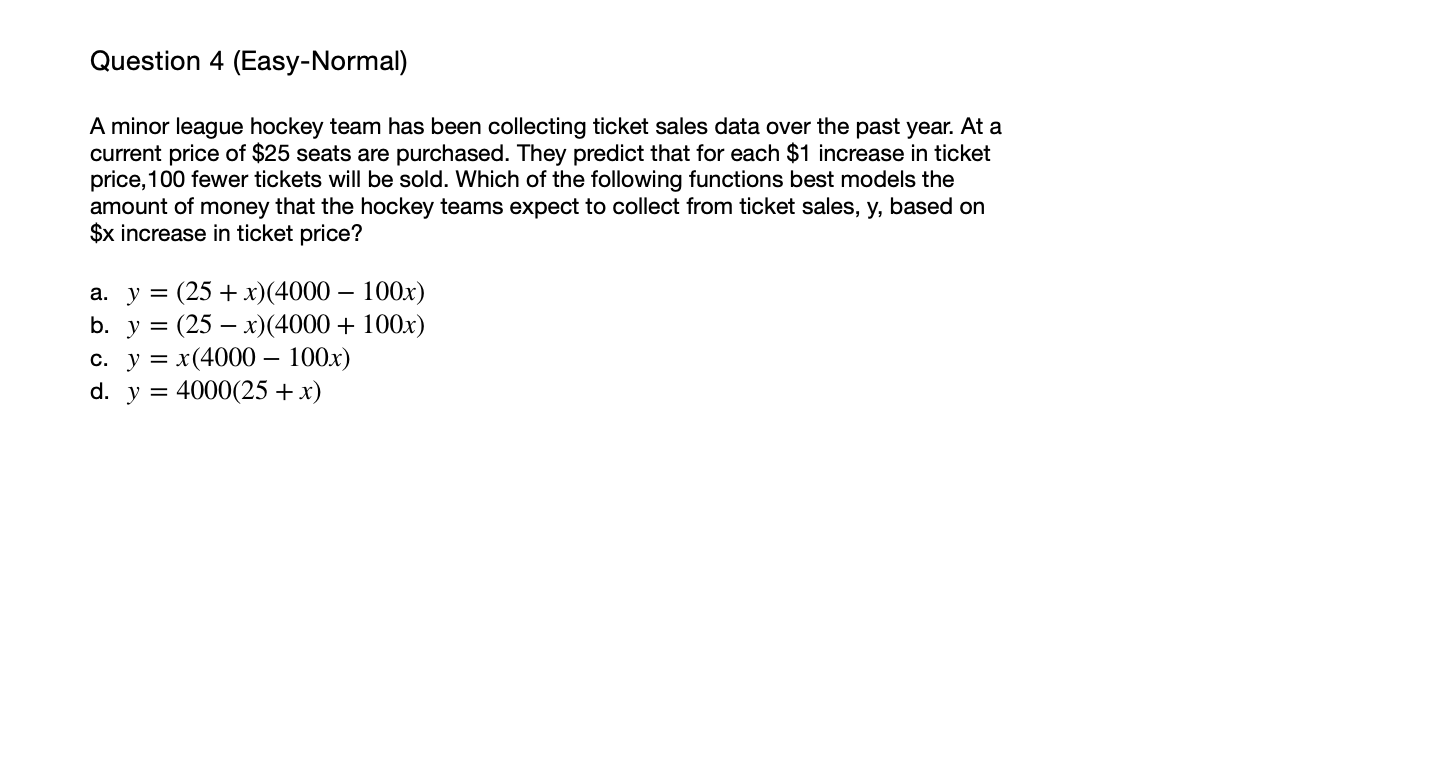 Question 4 (Easy-Normal)
A minor league hockey team has been collecting ticket sales data over the past year. At a
current price of $25 seats are purchased. They predict that for each $1 increase in ticket
price,100 fewer tickets will be sold. Which of the following functions best models the
amount of money that the hockey teams expect to collect from ticket sales, y, based on
$x increase in ticket price?
a. y = (25 + x)(4000 − 100x)
b. y = (25 − x)(4000 + 100x)
c. y = x(4000 − 100x)
d. y = 4000(25 + x)